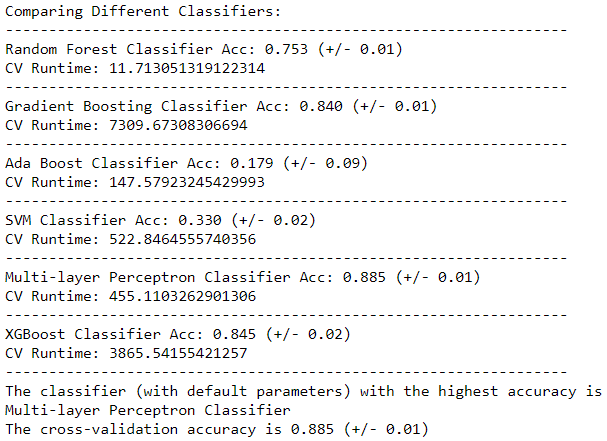 Comparing Different Classifiers:
-----------------------------------------------------------------
Random Forest Classifier Acc: 0.753 (+/- 0.01)
CV Runtime: 11.713051319122314
-----------------------------------------------------------------
Gradient Boosting Classifier Acc: 0.840 (+/- 0.01)
CV Runtime: 7309.67308306694
-----------------------------------------------------------------
Ada Boost Classifier Acc: 0.179 (+/- 0.09)
CV Runtime: 147.57923245429993
-----------------------------------------------------------------
SVM Classifier Acc: 0.330 (+/- 0.02)
CV Runtime: 522.8464555740356
-----------------------------------------------------------------
Multi-layer Perceptron Classifier Acc: 0.885 (+/- 0.01)
CV Runtime: 455.1103262901306
-----------------------------------------------------------------
XGBoost Classifier Acc: 0.845 (+/- 0.02)
CV Runtime: 3865.54155421257
-----------------------------------------------------------------
The classifier (with default parameters) with the highest accuracy is
Multi-layer Perceptron Classifier
The cross-validation accuracy is 0.885 (+/- 0.01)